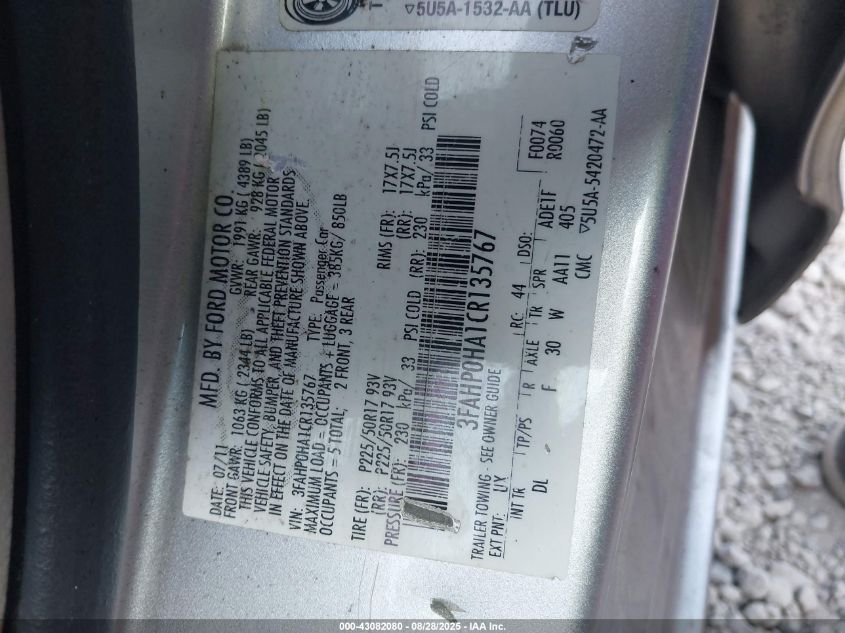 5U5A-1532-AA (TLU)
MFD. BY FORD MOTOR CO.
DATE: 07/11 GVWR: 1991 KG ( 4389 LB)
FRONT GAWR: 1063 KG ( 2344 LB) REAR GAWR: 928 KG ( 2045 LB)
THIS VEHICLE CONFORMS TO ALL APPLICABLE FEDERAL MOTOR
VEHICLE SAFETY, BUMPER, AND THEFT PREVENTION STANDARDS
IN EFFECT ON THE DATE OF MANUFACTURE SHOWN ABOVE.
VIN: 3FAHP0HA1CR135767 TYPE: Passenger Car
MAXIMUM LOAD = OCCUPANTS + LUGGAGE = 385KG/ 850LB
OCCUPANTS = 5 TOTAL; 2 FRONT, 3 REAR
TIRE (FR): P225/50R17 93V RIMS (FR): 17X7.5J
(RR): P225/50R17 93V (RR): 17X7.5J
PRESSURE (FR): 230 kPa/ 33 PSI COLD (RR): 230 kPa/ 33 PSI COLD
3FAHP0HA1CR135767
TRAILER TOWING - SEE OWNER GUIDE
EXT PNT: UX RC: 44 DSO: F0074
R0060
INT TR TP/PS R AXLE TR SPR ADE1F
DL F 30 W AA11 405
CMC 5U5A-5420472-AA
000-43082080 - 08/28/2025 - IAA Inc.